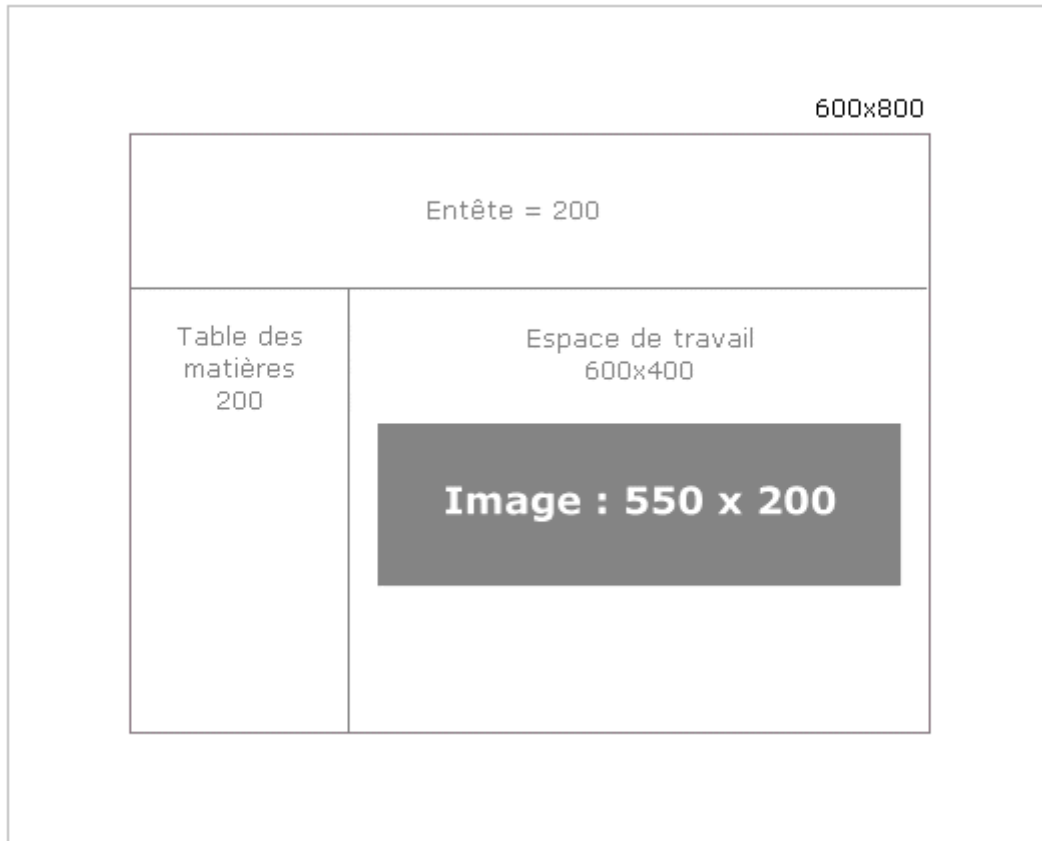 600x800
Entête = 200
Table des
matières
200
Espace de travail
600x400
Image : 550 x 200